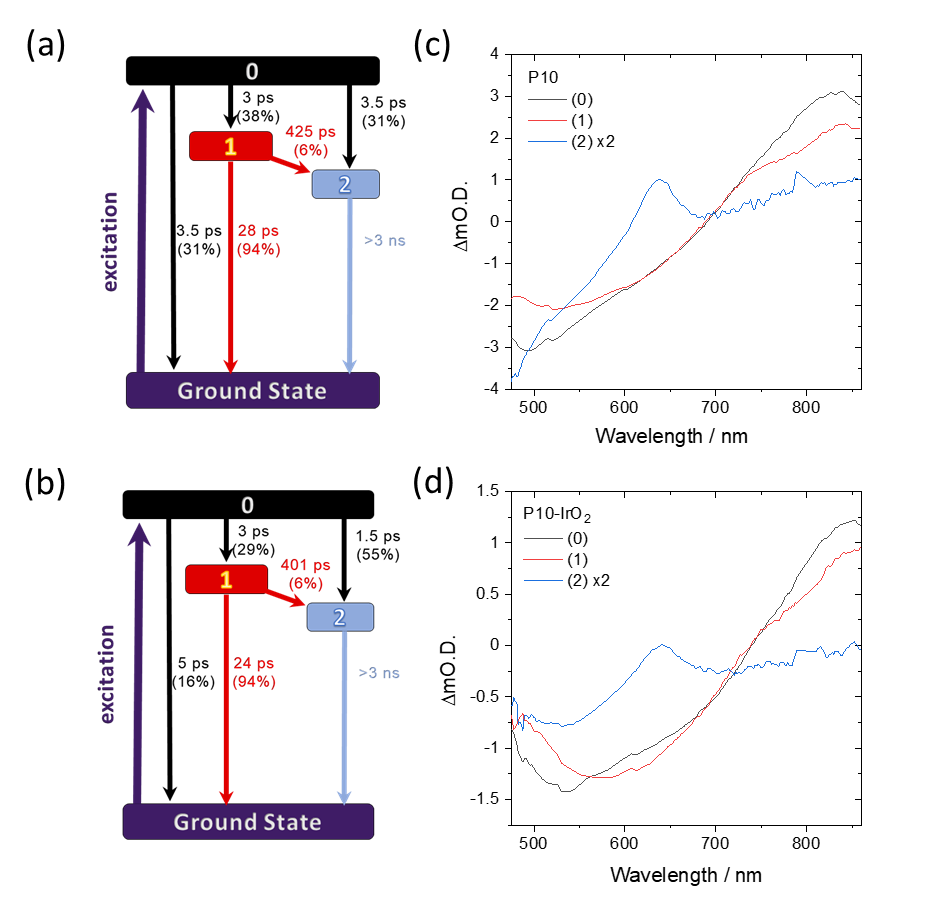 (a)
0
3 ps
(38%)
3.5 ps
(31%)
1
425 ps
(6%)
2
excitation
3.5 ps
(31%)
28 ps
(94%)
>3 ns
Ground State
(c)
4
3
2
1
0
-1
-2
-3
-4
ΔmO.D.
P10
(0)
(1)
(2) x2
500
600
700
800
Wavelength / nm
(b)
0
3 ps
(29%)
1.5 ps
(55%)
1
401 ps
(6%)
2
excitation
5 ps
(16%)
24 ps
(94%)
>3 ns
Ground State
(d)
1.5
1
0.5
0
-0.5
-1
-1.5
ΔmO.D.
P10-IrO₂
(0)
(1)
(2) x2
500
600
700
800
Wavelength / nm